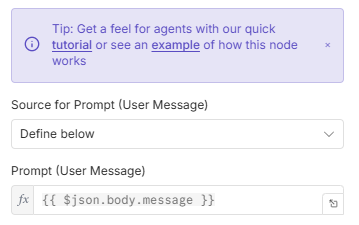 Tip: Get a feel for agents with our quick
tutorial or see an example of how this node
works
Source for Prompt (User Message)
Define below
Prompt (User Message)
fx {{ $json.body.message }}